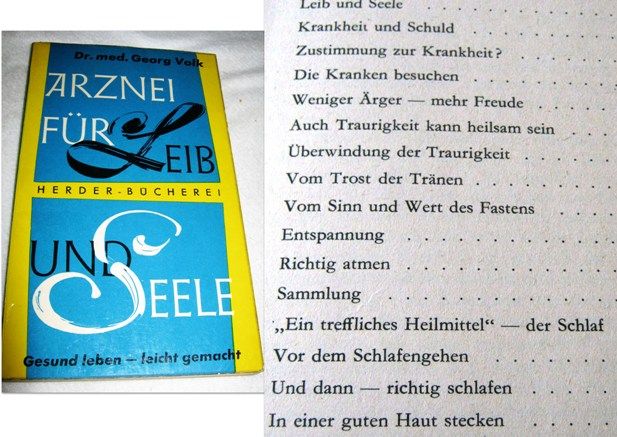 Dr. med. Georg Volk
ARZNEI
FÜR LEIB
HERDER-BÜCHEREI
UND SEELE
Gesund leben – leicht gemacht
Leib und Seele . . . . .
Krankheit und Schuld . . . .
Zustimmung zur Krankheit? . . .
Die Kranken besuchen . . . .
Weniger Ärger — mehr Freude . . . .
Auch Traurigkeit kann heilsam sein . . .
Überwindung der Traurigkeit . . . . .
Vom Trost der Tränen . . . . . . .
Vom Sinn und Wert des Fastens . . . .
Entspannung . . . . . . . . .
Richtig atmen . . . . . . . . .
Sammlung . . . . . . . . . .
„Ein treffliches Heilmittel“ — der Schlaf
Vor dem Schlafengehen . . . . . .
Und dann — richtig schlafen . . . . .
In einer guten Haut stecken . . . . .